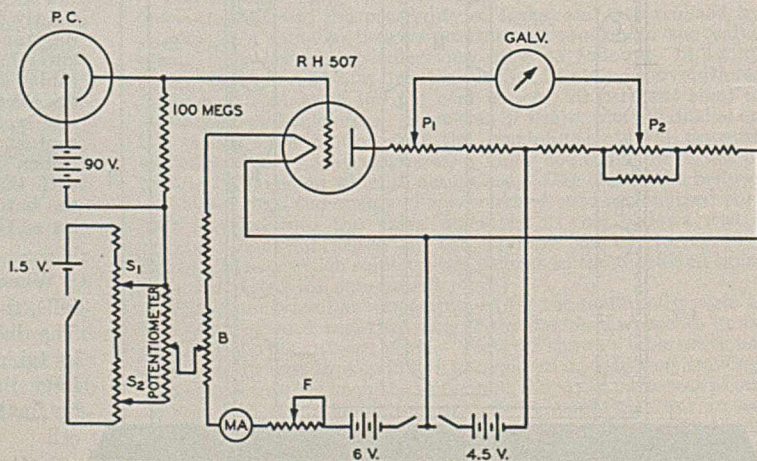 P.C.
GALV.
R H 507
100 MEGS
P1
P2
90 V.
1.5 V.
S1
POTENTIOMETER
B
S2
F
MA
6 V.
4.5 V.